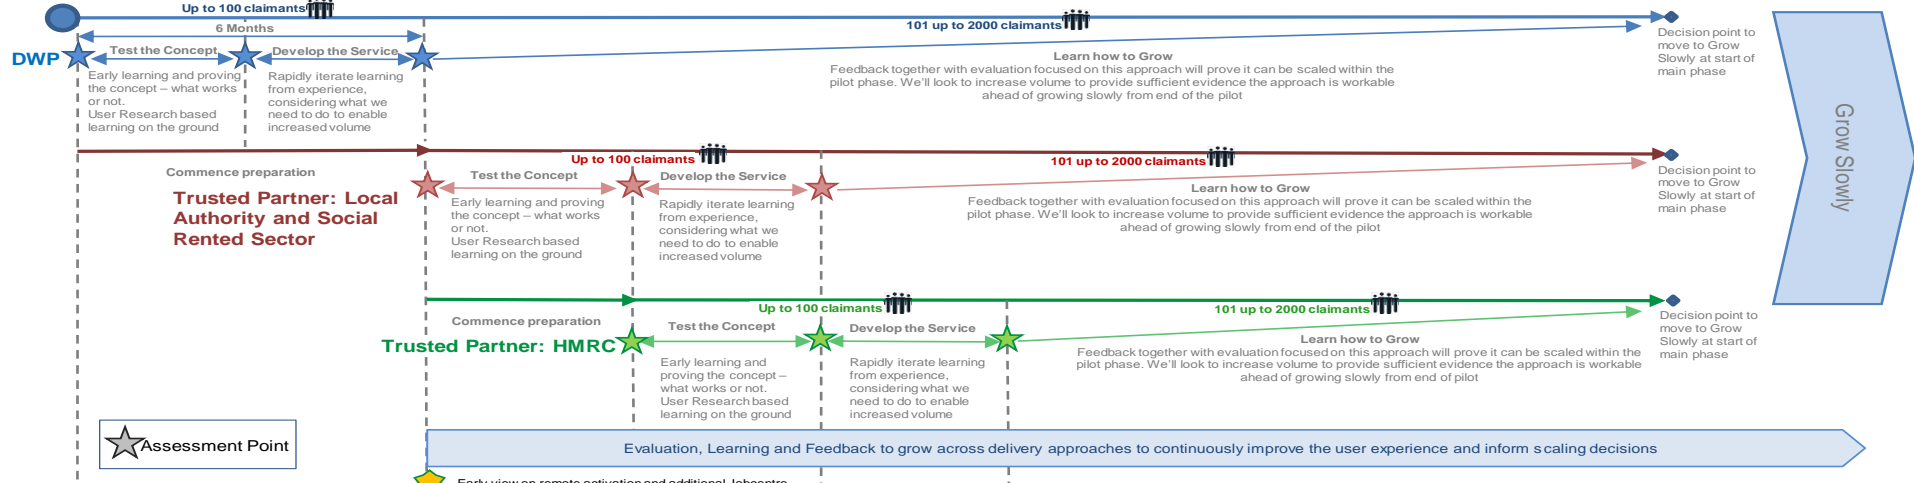 Up to 100 claimants
101 up to 2000 claimants
6 Months
DWP
Test the Concept
Develop the Service
Early learning and proving
the concept – what works
or not.
User Research based
learning on the ground
Rapidly iterate learning
from experience,
considering what we
need to do to enable
increased volume
Learn how to Grow
Feedback together with evaluation focused on this approach will prove it can be scaled within the
pilot phase. We'll look to increase volume to provide sufficient evidence the approach is workable
ahead of growing slowly from end of the pilot
Decision point to
move to Grow
Slowly at start of
main phase
Grow Slowly
Up to 100 claimants
101 up to 2000 claimants
Commence preparation
Trusted Partner: Local
Authority and Social
Rented Sector
Test the Concept
Develop the Service
Early learning and proving
the concept – what works
or not.
User Research based
learning on the ground
Rapidly iterate learning
from experience,
considering what we
need to do to enable
increased volume
Learn how to Grow
Feedback together with evaluation focused on this approach will prove it can be scaled within the
pilot phase. We'll look to increase volume to provide sufficient evidence the approach is workable
ahead of growing slowly from end of the pilot
Decision point to
move to Grow
Slowly at start of
main phase
Up to 100 claimants
101 up to 2000 claimants
Commence preparation
Trusted Partner: HMRC
Test the Concept
Develop the Service
Early learning and
proving the concept –
what works or not.
User Research based
learning on the ground
Rapidly iterate learning
from experience,
considering what we
need to do to enable
increased volume
Learn how to Grow
Feedback together with evaluation focused on this approach will prove it can be scaled within the
pilot phase. We'll look to increase volume to provide sufficient evidence the approach is workable
ahead of growing slowly from end of pilot
Decision point to
move to Grow
Slowly at start of
main phase
Assessment Point
Evaluation, Learning and Feedback to grow across delivery approaches to continuously improve the user experience and inform scaling decisions
Early view on remote activation and additional Jobcentre